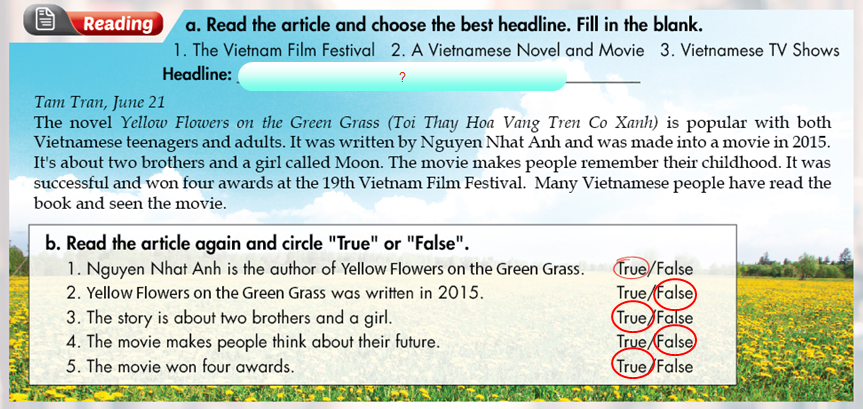 Reading
a. Read the article and choose the best headline. Fill in the blank.
1. The Vietnam Film Festival 2. A Vietnamese Novel and Movie 3. Vietnamese TV Shows
Headline: ?
Tam Tran, June 21
The novel Yellow Flowers on the Green Grass (Toi Thay Hoa Vang Tren Co Xanh) is popular with both
Vietnamese teenagers and adults. It was written by Nguyen Nhat Anh and was made into a movie in 2015.
It's about two brothers and a girl called Moon. The movie makes people remember their childhood. It was
successful and won four awards at the 19th Vietnam Film Festival. Many Vietnamese people have read the
book and seen the movie.
b. Read the article again and circle "True" or "False".
1. Nguyen Nhat Anh is the author of Yellow Flowers on the Green Grass. True/False
2. Yellow Flowers on the Green Grass was written in 2015. True/False
3. The story is about two brothers and a girl. True/False
4. The movie makes people think about their future. True/False
5. The movie won four awards. True/False